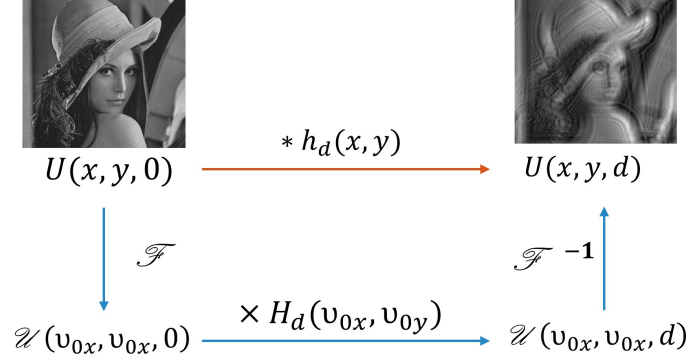 ∗ h_d(x, y)
U(x, y, 0) U(x, y, d)
ℱ ℱ ⁻¹
× H_d(υ_0x, υ_0y)
𝒰(υ_0x, υ_0x, 0) 𝒰(υ_0x, υ_0x, d)